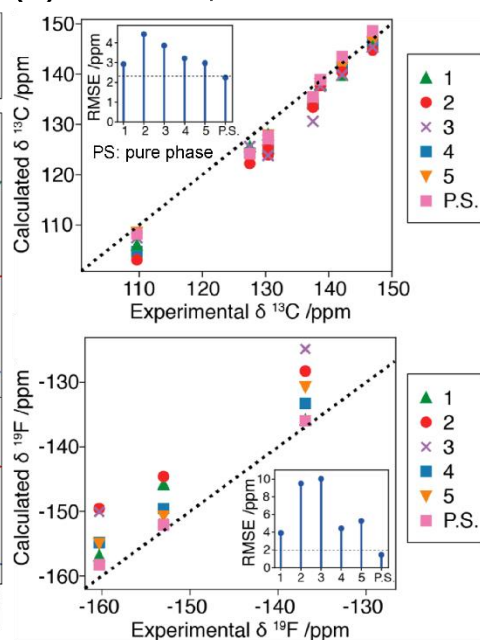 150
140
130
120
110
Calculated δ ¹³C /ppm
4
3
2
1
0
RMSE /ppm
1 2 3 4 5 P.S.
PS: pure phase
110 120 130 140 150
Experimental δ ¹³C /ppm
1
2
3
4
5
P.S.
-130
-140
-150
-160
Calculated δ ¹⁹F /ppm
10
8
6
4
2
0
RMSE /ppm
1 2 3 4 5 P.S.
-160 -150 -140 -130
Experimental δ ¹⁹F /ppm
1
2
3
4
5
P.S.